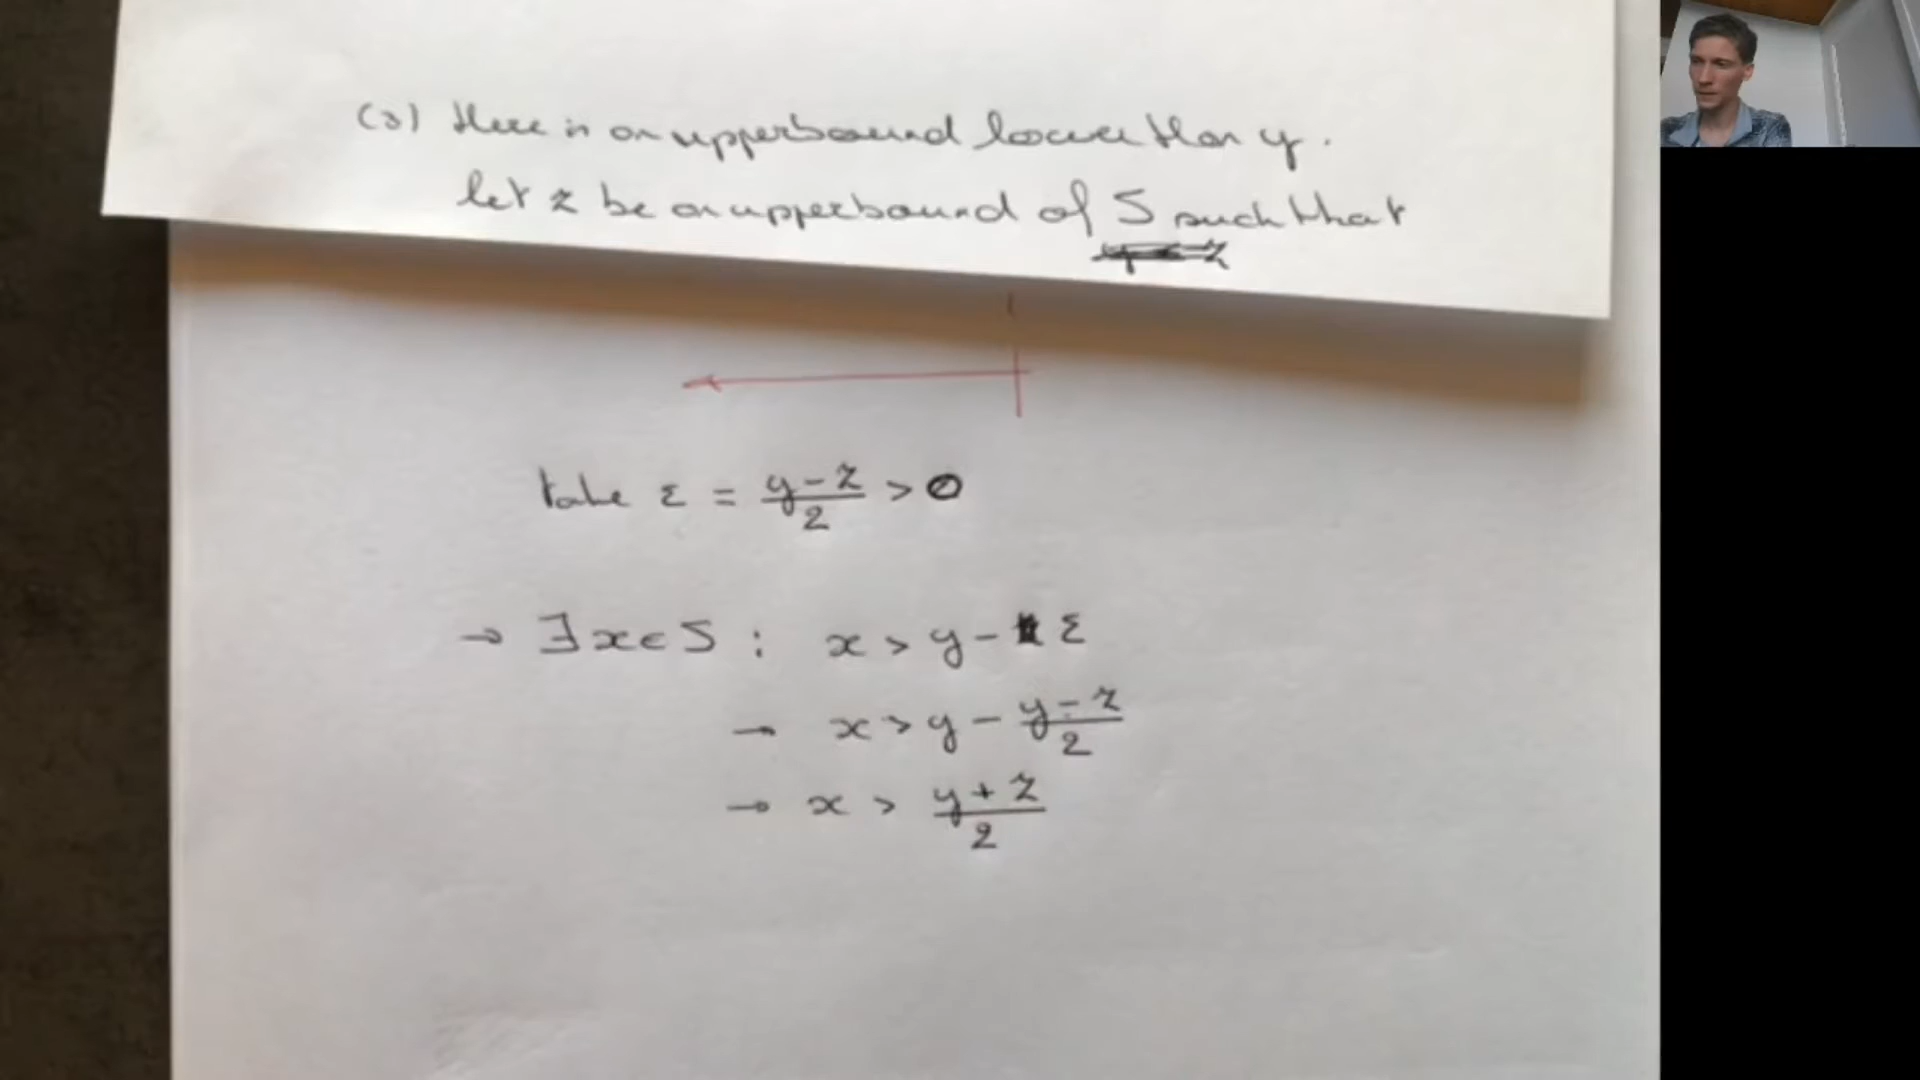 (3) there is an upperbound lower than y.
let z be an upperbound of S such that
take ε = (y-z)/2 > 0
→ ∃x∈S : x > y - ε
→ x > y - (y-z)/2
→ x > (y+z)/2